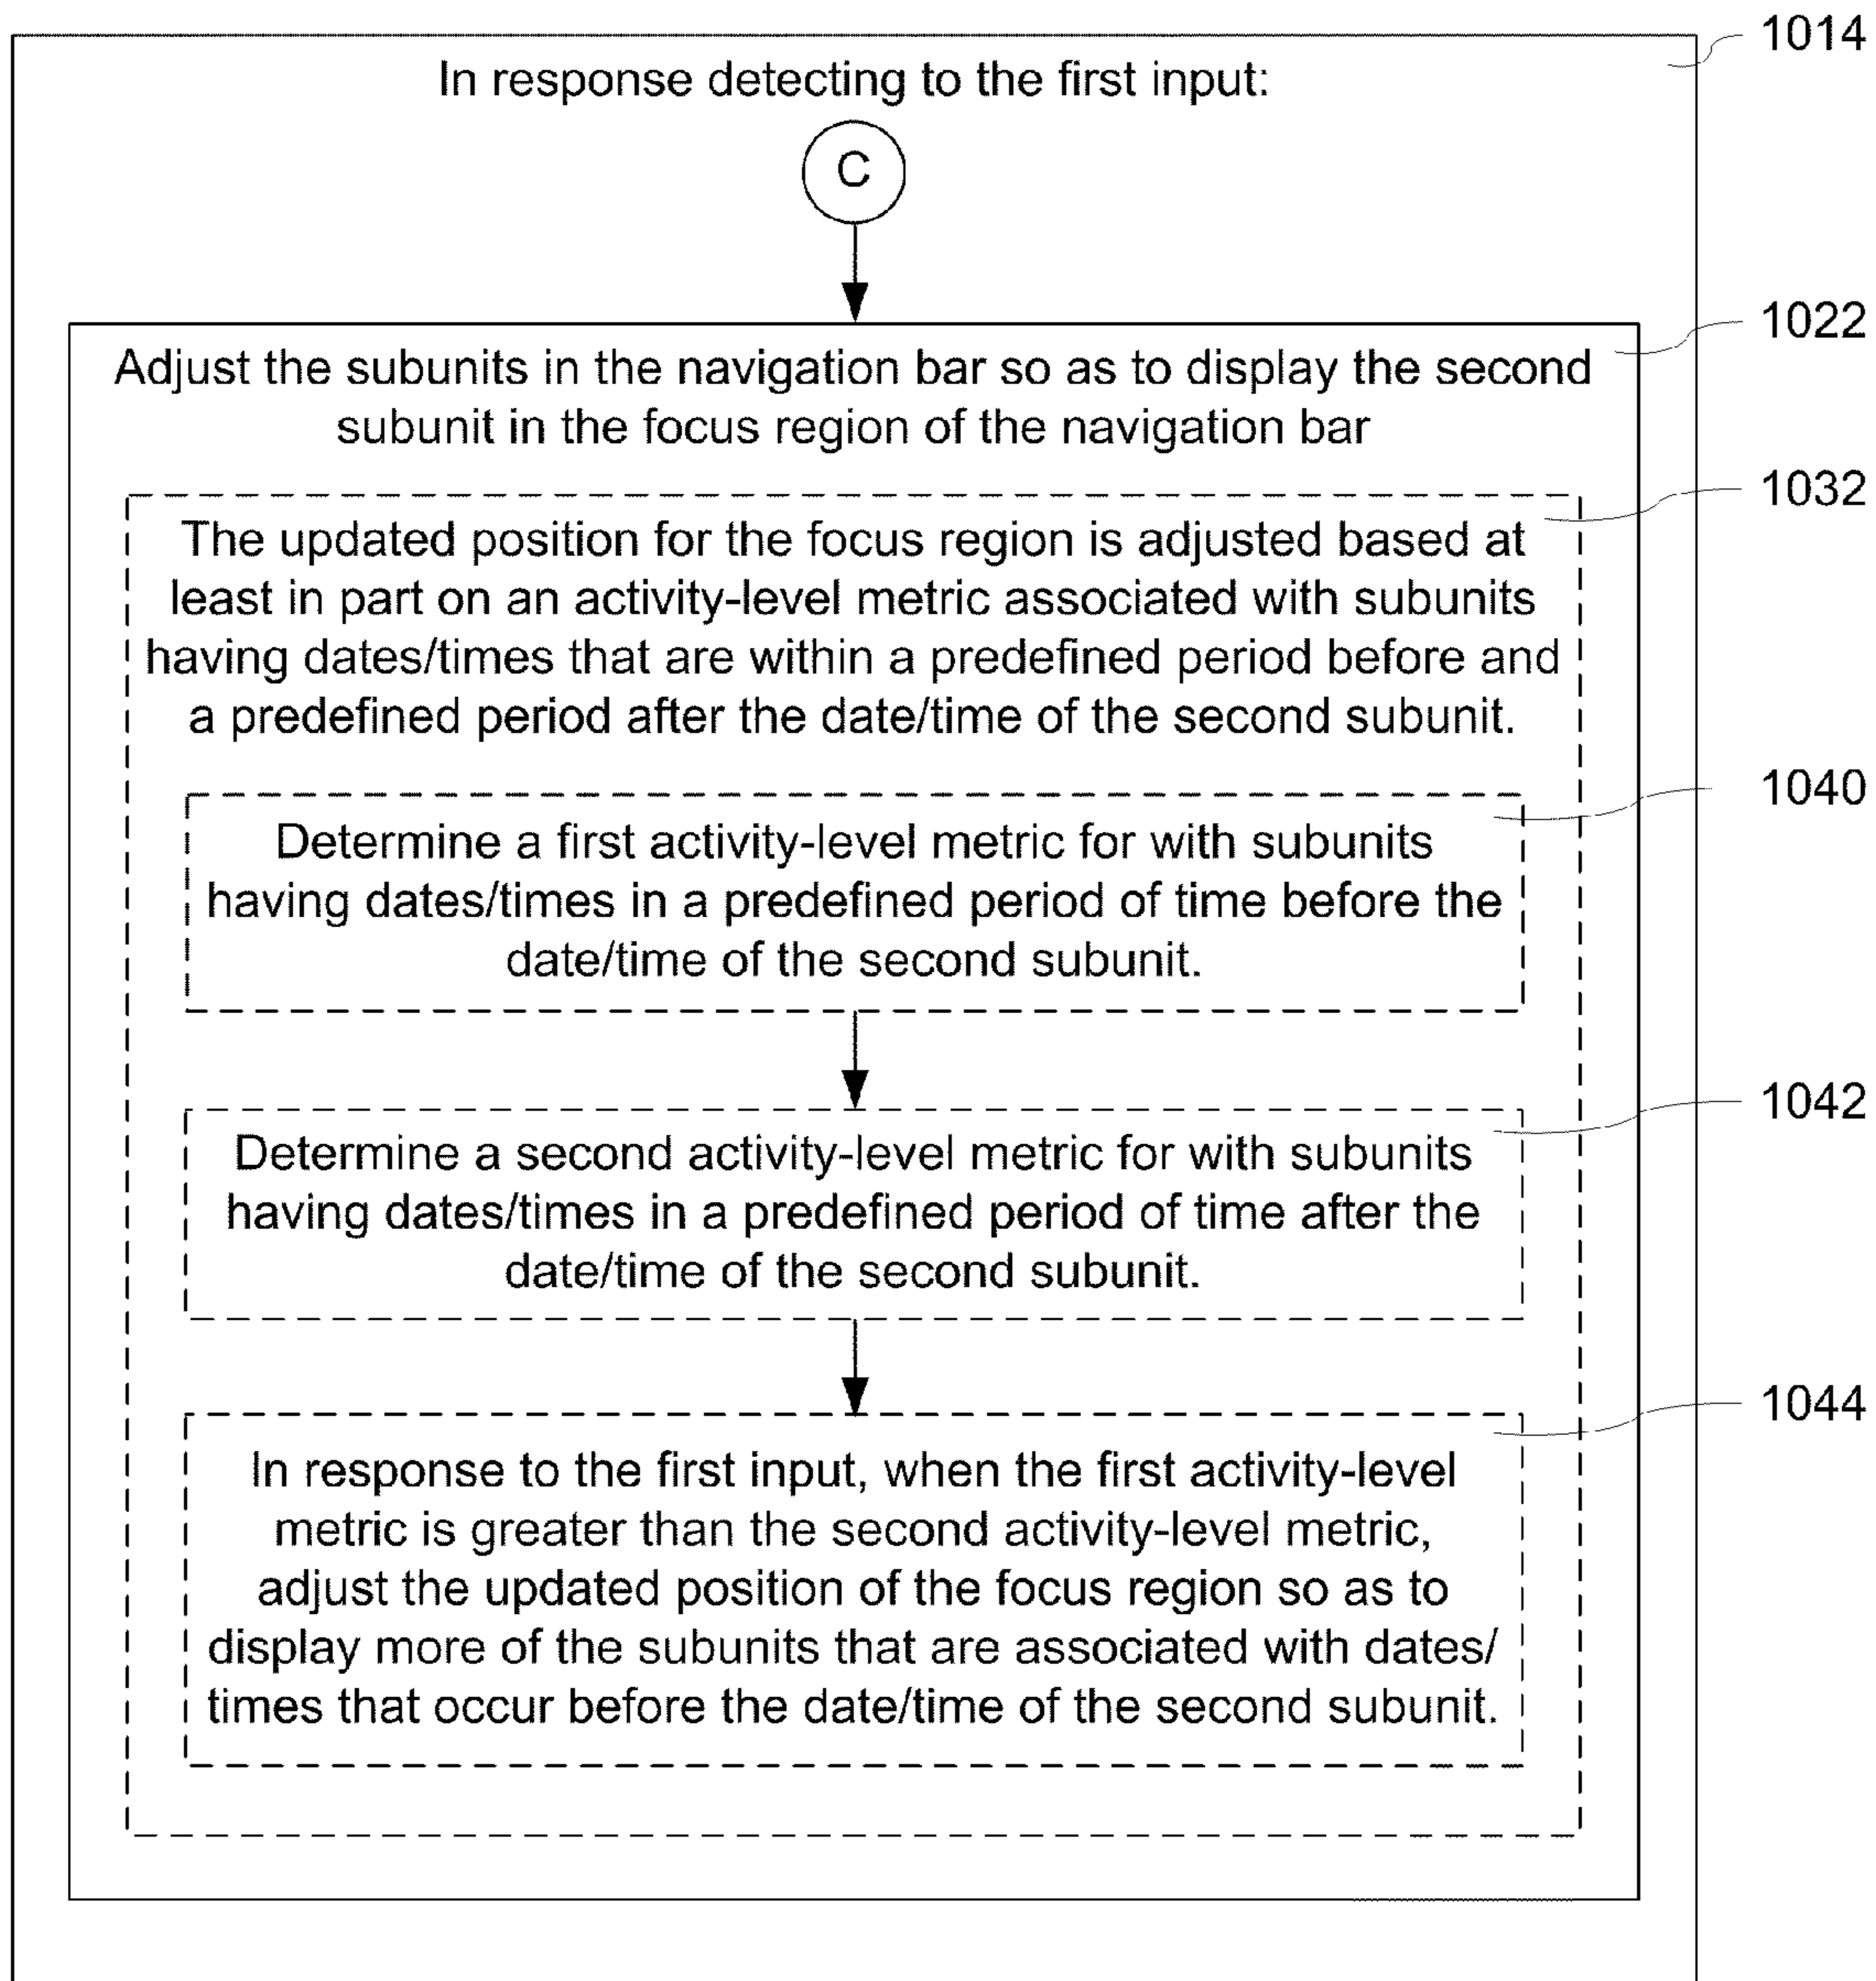 1014
In response detecting to the first input:
C
1022
Adjust the subunits in the navigation bar so as to display the second
subunit in the focus region of the navigation bar
1032
The updated position for the focus region is adjusted based at
least in part on an activity-level metric associated with subunits
having dates/times that are within a predefined period before and
a predefined period after the date/time of the second subunit.
1040
Determine a first activity-level metric for with subunits
having dates/times in a predefined period of time before the
date/time of the second subunit.
1042
Determine a second activity-level metric for with subunits
having dates/times in a predefined period of time after the
date/time of the second subunit.
1044
In response to the first input, when the first activity-level
metric is greater than the second activity-level metric,
adjust the updated position of the focus region so as to
display more of the subunits that are associated with dates/
times that occur before the date/time of the second subunit.